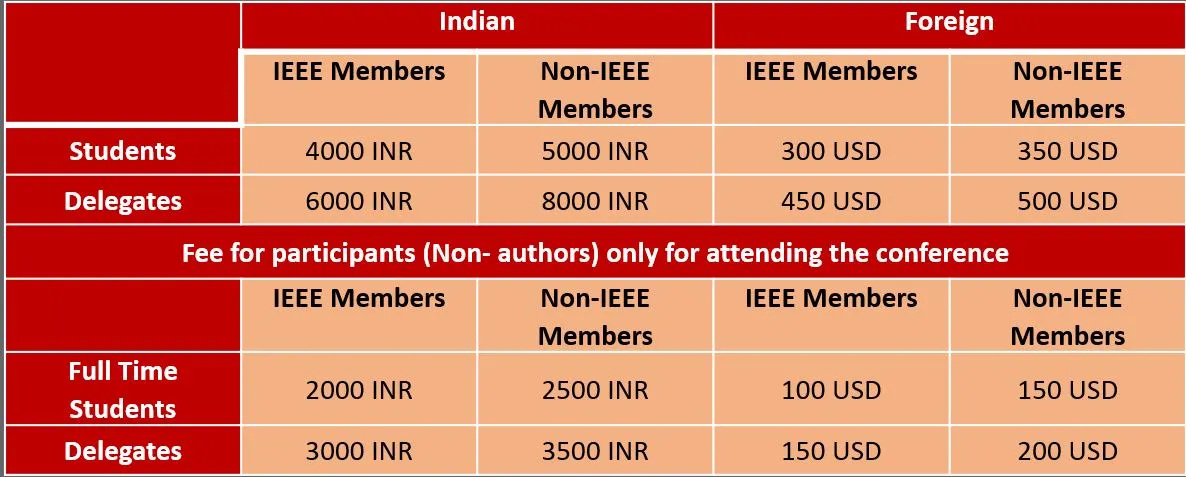 Indian Foreign
IEEE Members Non-IEEE Members IEEE Members Non-IEEE Members
Students 4000 INR 5000 INR 300 USD 350 USD
Delegates 6000 INR 8000 INR 450 USD 500 USD
Fee for participants (Non- authors) only for attending the conference
IEEE Members Non-IEEE Members IEEE Members Non-IEEE Members
Full Time Students 2000 INR 2500 INR 100 USD 150 USD
Delegates 3000 INR 3500 INR 150 USD 200 USD